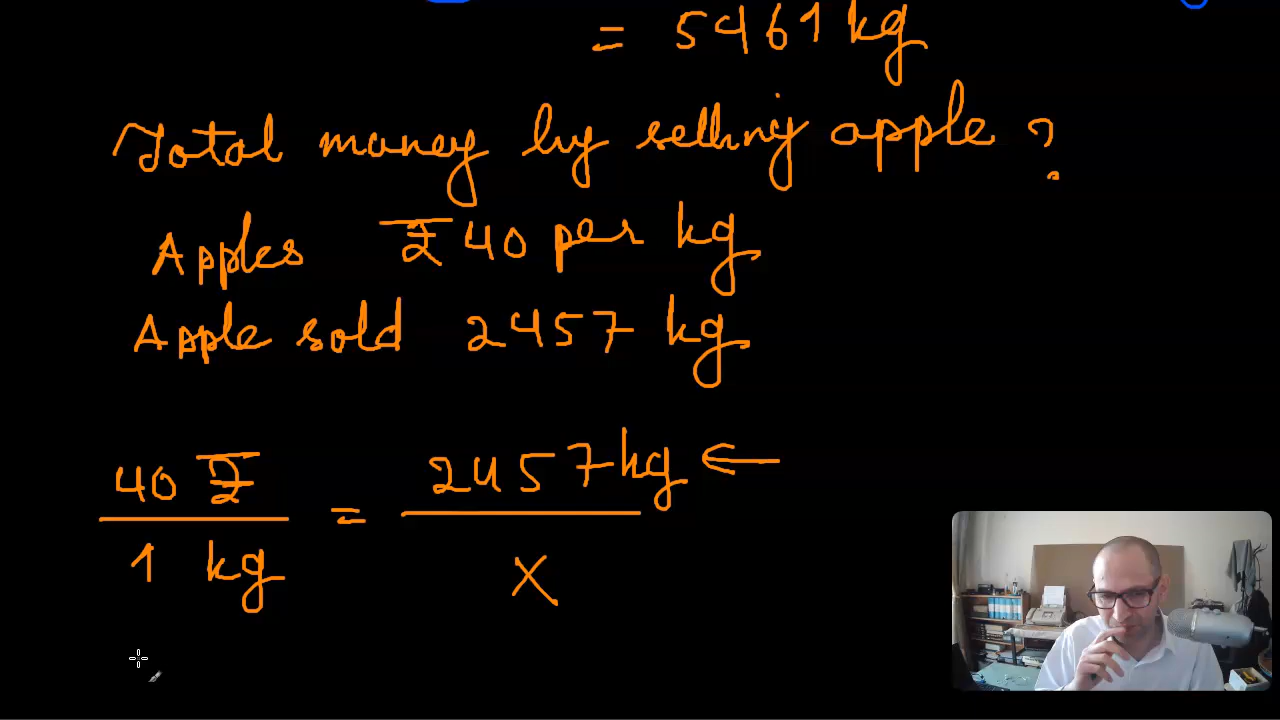 = 5461 kg
Total money by selling apple ?
Apples ₹ 40 per kg
Apple sold 2457 kg
40 ₹ = 2457 kg ←
1 kg x